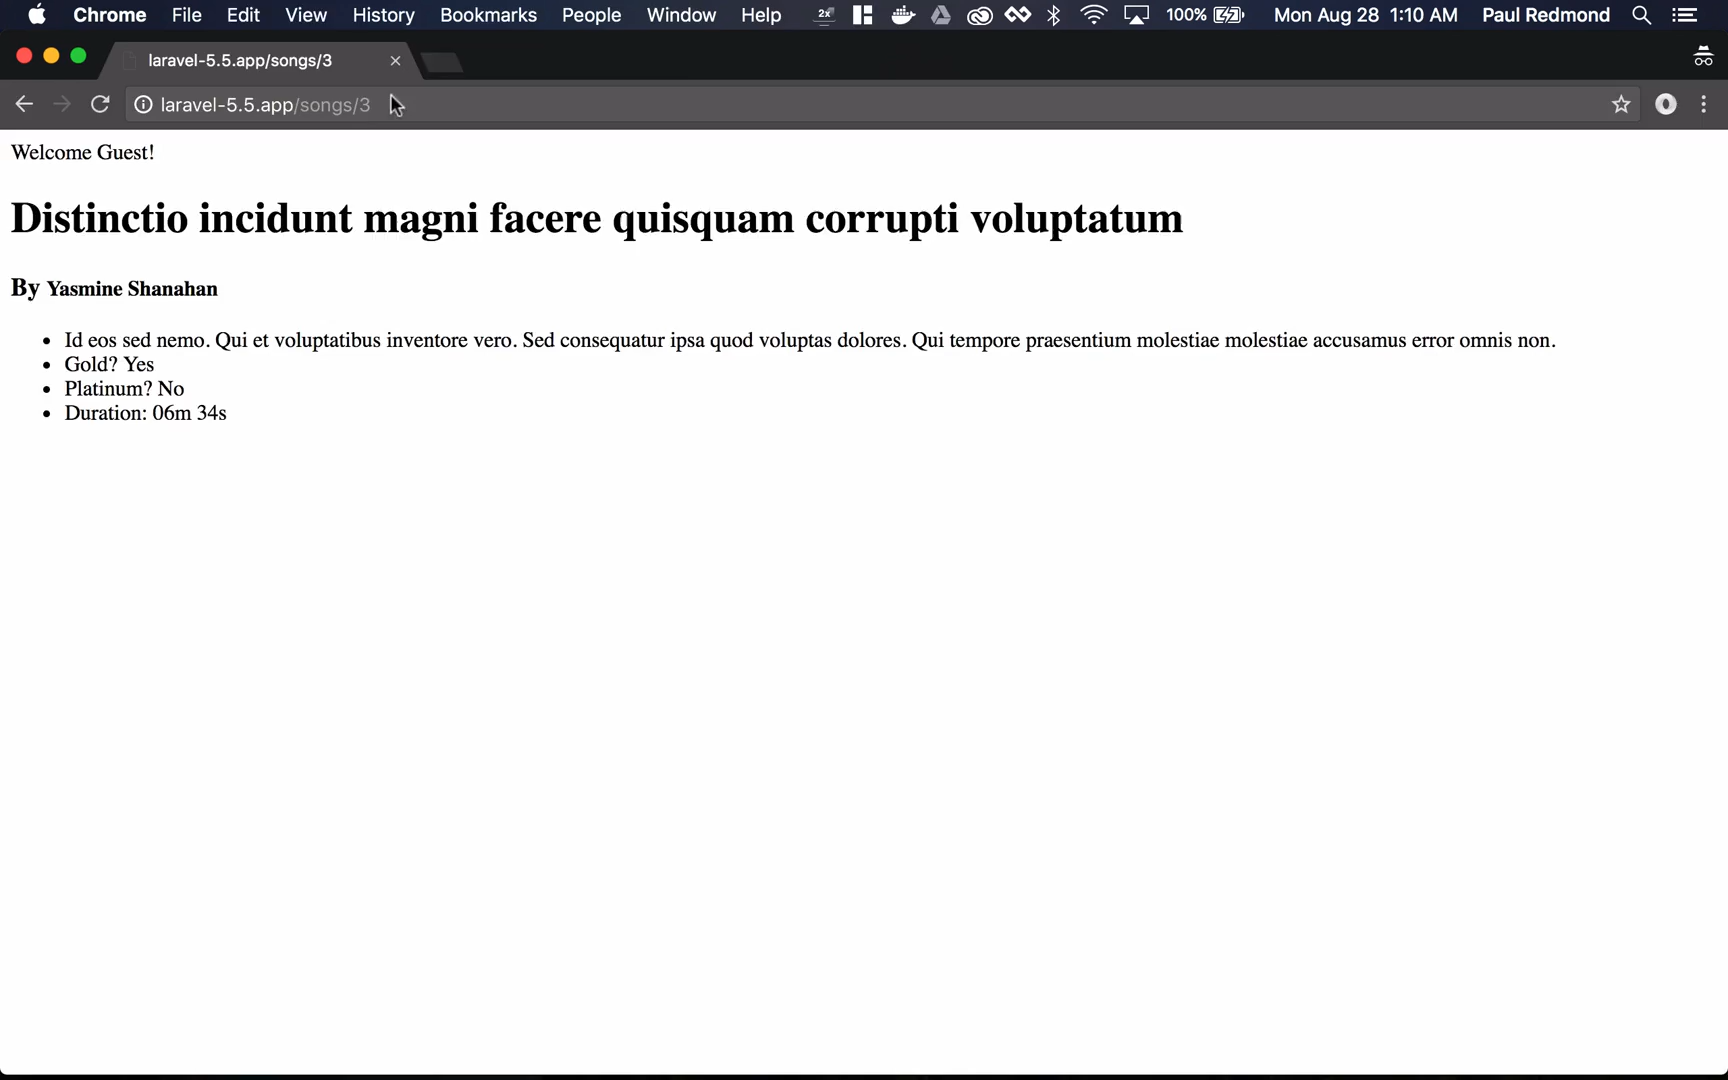 Chrome File Edit View History Bookmarks People Window Help 2x 100% Mon Aug 28 1:10 AM Paul Redmond
laravel-5.5.app/songs/3
laravel-5.5.app/songs/3
Welcome Guest!
Distinctio incidunt magni facere quisquam corrupti voluptatum
By Yasmine Shanahan
• Id eos sed nemo. Qui et voluptatibus inventore vero. Sed consequatur ipsa quod voluptas dolores. Qui tempore praesentium molestiae molestiae accusamus error omnis non.
• Gold? Yes
• Platinum? No
• Duration: 06m 34s